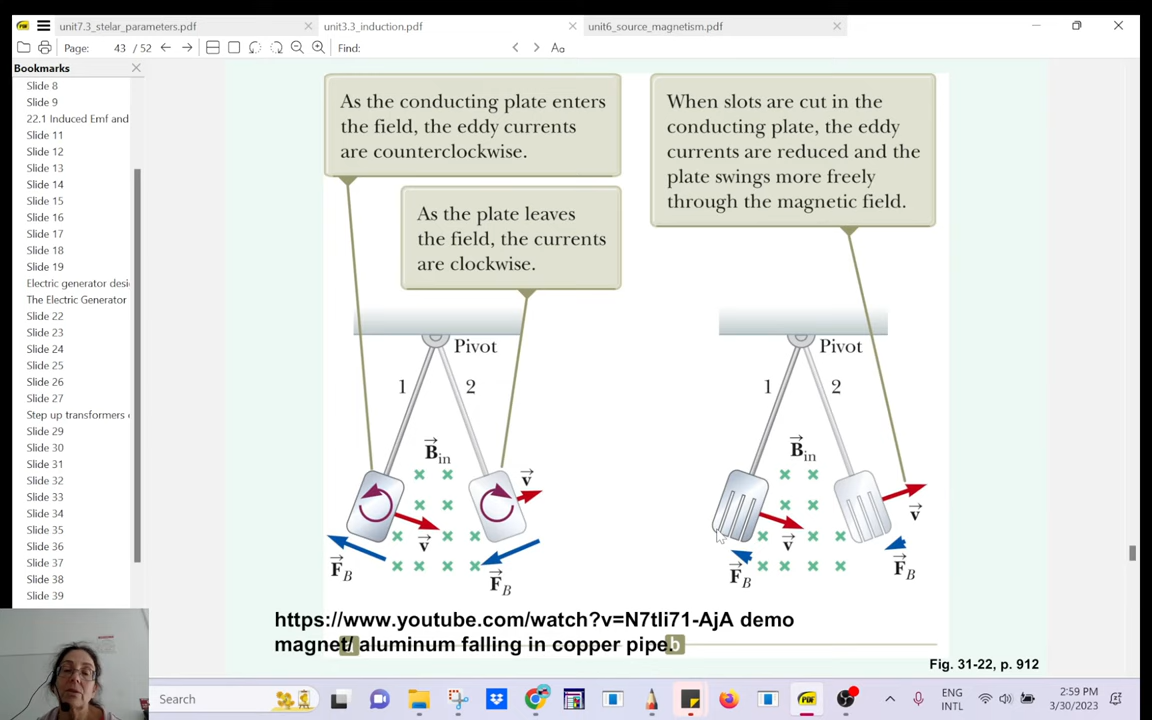 unit7.3_stelar_parameters.pdf
unit3.3_induction.pdf
unit6_source_magnetism.pdf
Page: 43 / 52
Find:
Aa
Bookmarks
Slide 8
Slide 9
22.1 Induced Emf and
Slide 11
Slide 12
Slide 13
Slide 14
Slide 15
Slide 16
Slide 17
Slide 18
Slide 19
Electric generator desi
The Electric Generator
Slide 22
Slide 23
Slide 24
Slide 25
Slide 26
Slide 27
Step up transformers
Slide 29
Slide 30
Slide 31
Slide 32
Slide 33
Slide 34
Slide 35
Slide 36
Slide 37
Slide 38
Slide 39
As the conducting plate enters
the field, the eddy currents
are counterclockwise.
As the plate leaves
the field, the currents
are clockwise.
Pivot
1
2
B in
v
v
F B
F B
When slots are cut in the
conducting plate, the eddy
currents are reduced and the
plate swings more freely
through the magnetic field.
Pivot
1
2
B in
v
v
F B
F B
https://www.youtube.com/watch?v=N7tIi71-AjA demo
magnet/ aluminum falling in copper pipe.
b
Fig. 31-22, p. 912
Search
ENG
INTL
2:59 PM
3/30/2023